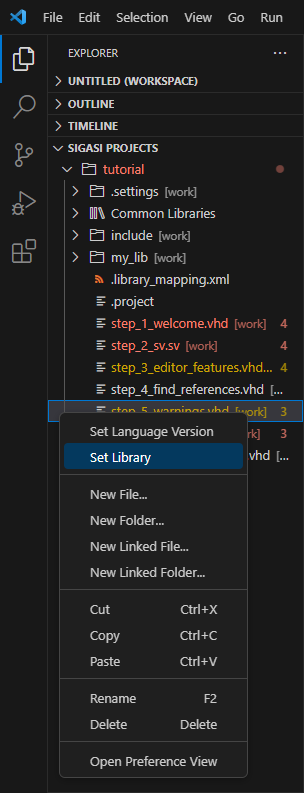 File Edit Selection View Go Run
EXPLORER ...
UNTITLED (WORKSPACE)
OUTLINE
TIMELINE
SIGASI PROJECTS
tutorial
.settings [work]
Common Libraries
include [work]
my_lib [work]
.library_mapping.xml
.project
step_1_welcome.vhd [work] 4
step_2_sv.sv [work] 4
step_3_editor_features.vhd... 4
step_4_find_references.vhd [...
step_5_warnings.vhd [work] 3
Set Language Version
k] 3
Set Library
.vhd [...
New File...
New Folder...
New Linked File...
New Linked Folder...
Cut Ctrl+X
Copy Ctrl+C
Paste Ctrl+V
Rename F2
Delete Delete
Open Preference View